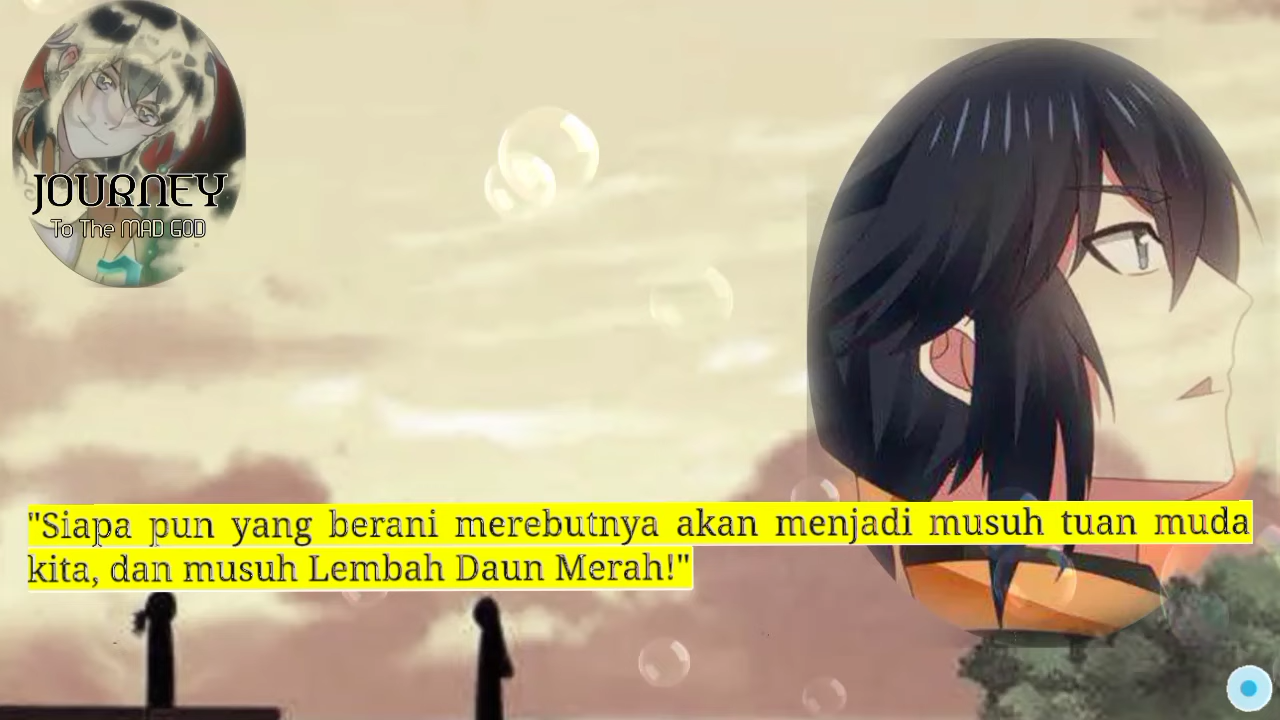 JOURNEY
To The MAD GOD
"Siapa pun yang berani merebutnya akan menjadi musuh tuan muda
kita, dan musuh Lembah Daun Merah!"